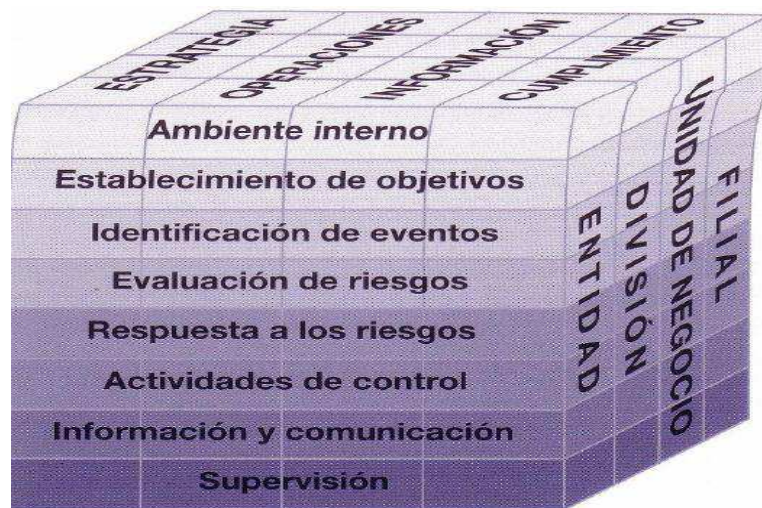 ESTRATEGIA
OPERACIONES
INFORMACIÓN
CUMPLIMIENTO
Ambiente interno
Establecimiento de objetivos
Identificación de eventos
Evaluación de riesgos
Respuesta a los riesgos
Actividades de control
Información y comunicación
Supervisión
ENTIDAD
DIVISIÓN
UNIDAD DE NEGOCIO
FILIAL